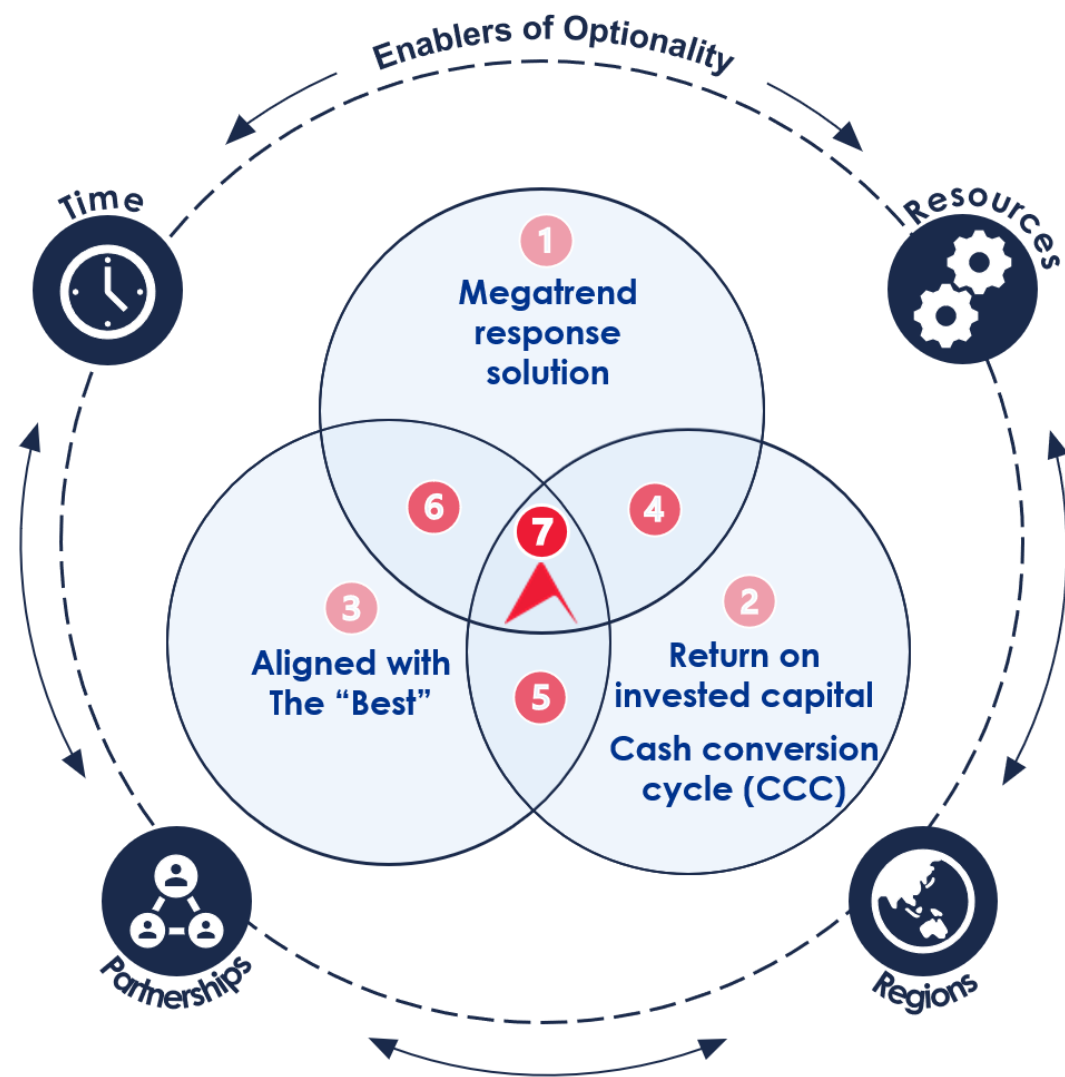 Enablers of Optionality
Time
Resources
1
Megatrend
response
solution
6
4
7
3
Aligned with
The “Best”
2
Return on
invested capital
Cash conversion
cycle (CCC)
5
Partnerships
Regions